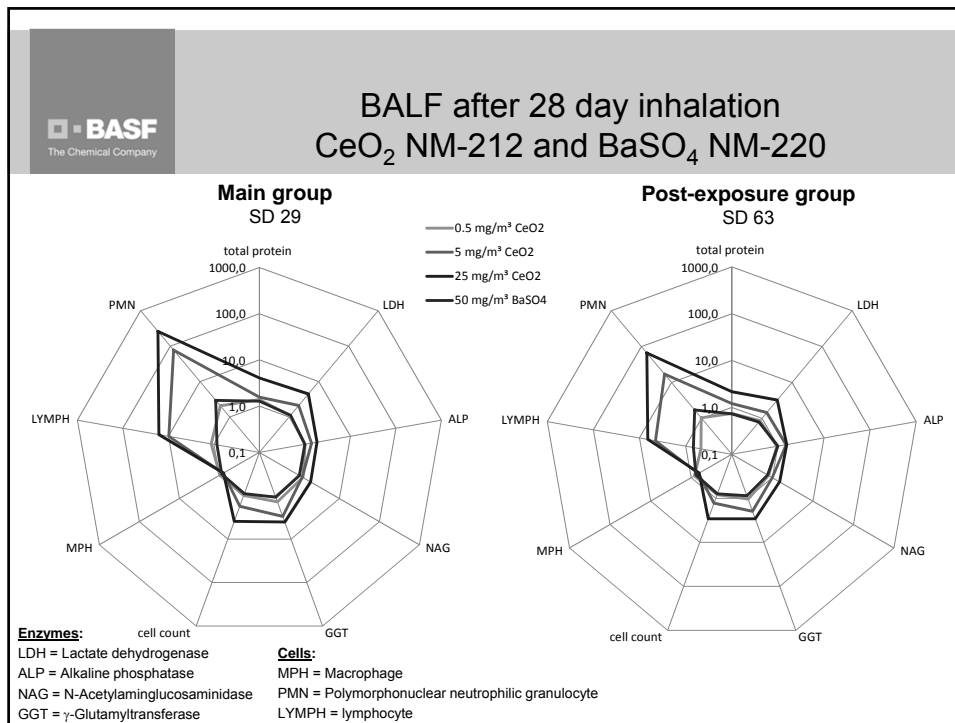 BASF
The Chemical Company
BALF after 28 day inhalation
CeO₂ NM-212 and BaSO₄ NM-220
Main group
SD 29
total protein
1000,0
100,0
10,0
1,0
0,1
LDH
ALP
NAG
GGT
cell count
MPH
LYMPH
PMN
0.5 mg/m³ CeO2
5 mg/m³ CeO2
25 mg/m³ CeO2
50 mg/m³ BaSO4
Post-exposure group
SD 63
total protein
1000,0
100,0
10,0
1,0
0,1
LDH
ALP
NAG
GGT
cell count
MPH
LYMPH
PMN
Enzymes:
LDH = Lactate dehydrogenase
ALP = Alkaline phosphatase
NAG = N-Acetylaminglucosaminidase
GGT = γ-Glutamyltransferase
Cells:
MPH = Macrophage
PMN = Polymorphonuclear neutrophilic granulocyte
LYMPH = lymphocyte